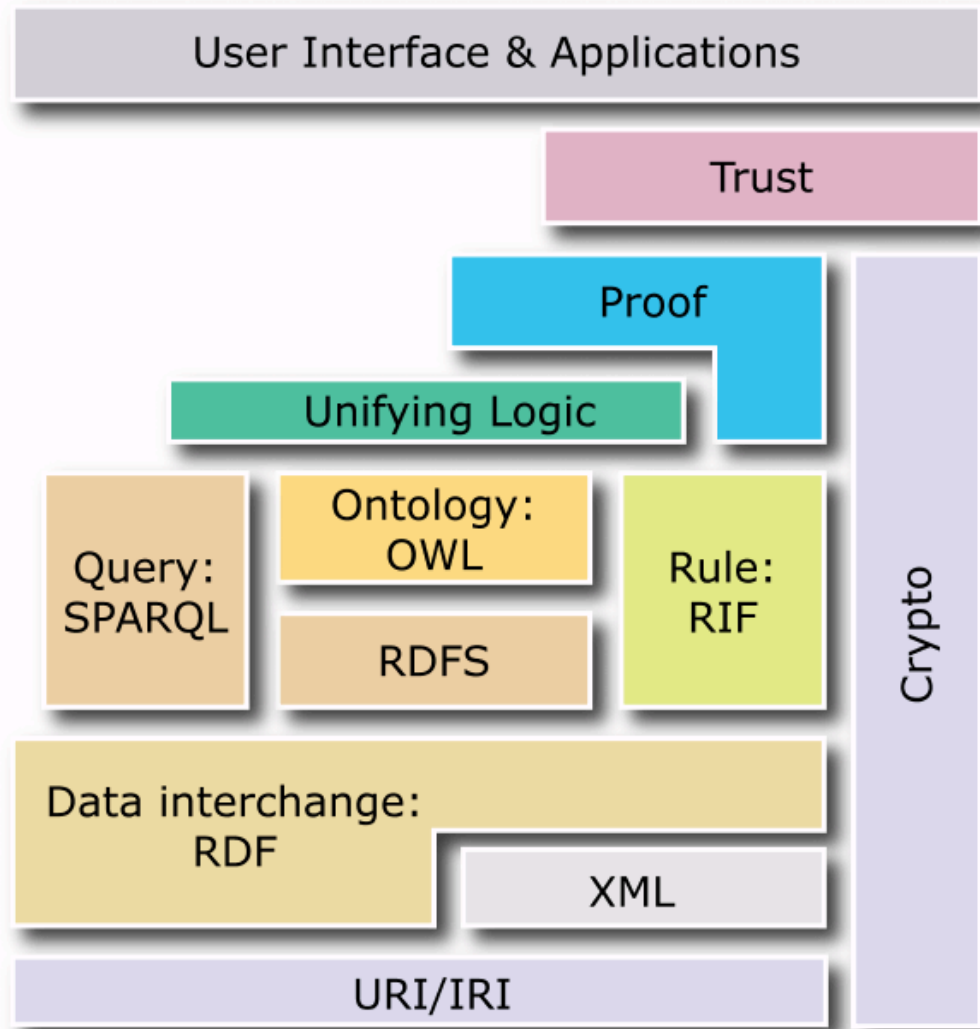 User Interface & Applications
Trust
Proof
Unifying Logic
Query:
SPARQL
Ontology:
OWL
RDFS
Rule:
RIF
Crypto
Data interchange:
RDF
XML
URI/IRI